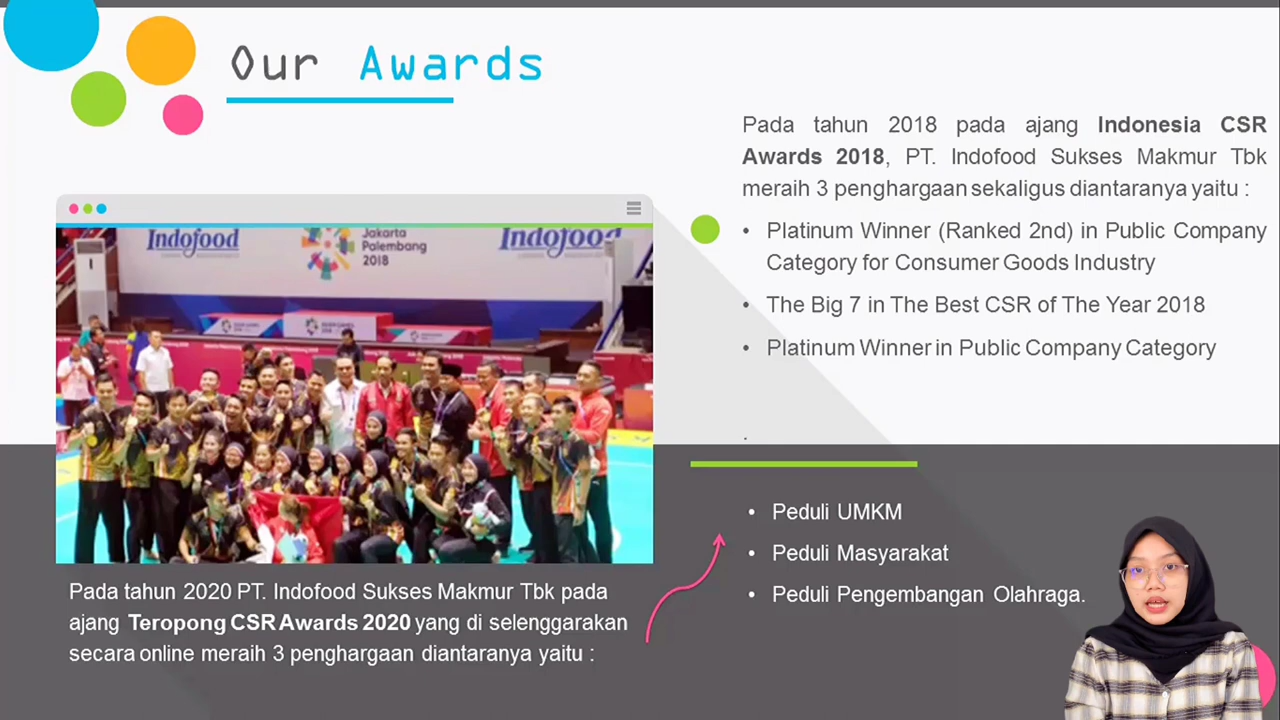 Our Awards
Pada tahun 2018 pada ajang Indonesia CSR
Awards 2018, PT. Indofood Sukses Makmur Tbk
meraih 3 penghargaan sekaligus diantaranya yaitu :
• Platinum Winner (Ranked 2nd) in Public Company
Category for Consumer Goods Industry
• The Big 7 in The Best CSR of The Year 2018
• Platinum Winner in Public Company Category
.
Indofood
Jakarta
Palembang
2018
Indofood
• Peduli UMKM
• Peduli Masyarakat
• Peduli Pengembangan Olahraga.
Pada tahun 2020 PT. Indofood Sukses Makmur Tbk pada
ajang Teropong CSR Awards 2020 yang di selenggarakan
secara online meraih 3 penghargaan diantaranya yaitu :